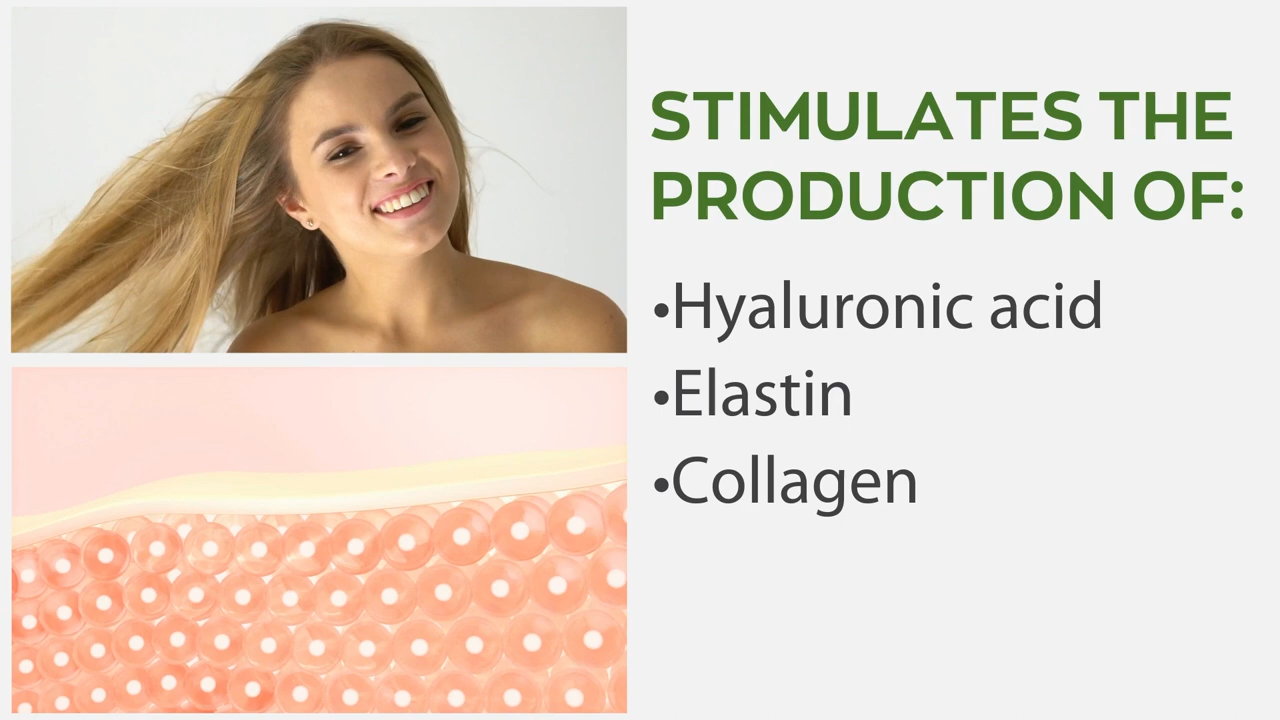 STIMULATES THE
PRODUCTION OF:
•Hyaluronic acid
•Elastin
•Collagen